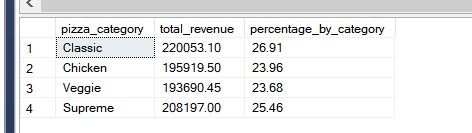 pizza_category total_revenue percentage_by_category
1 Classic 220053.10 26.91
2 Chicken 195919.50 23.96
3 Veggie 193690.45 23.68
4 Supreme 208197.00 25.46